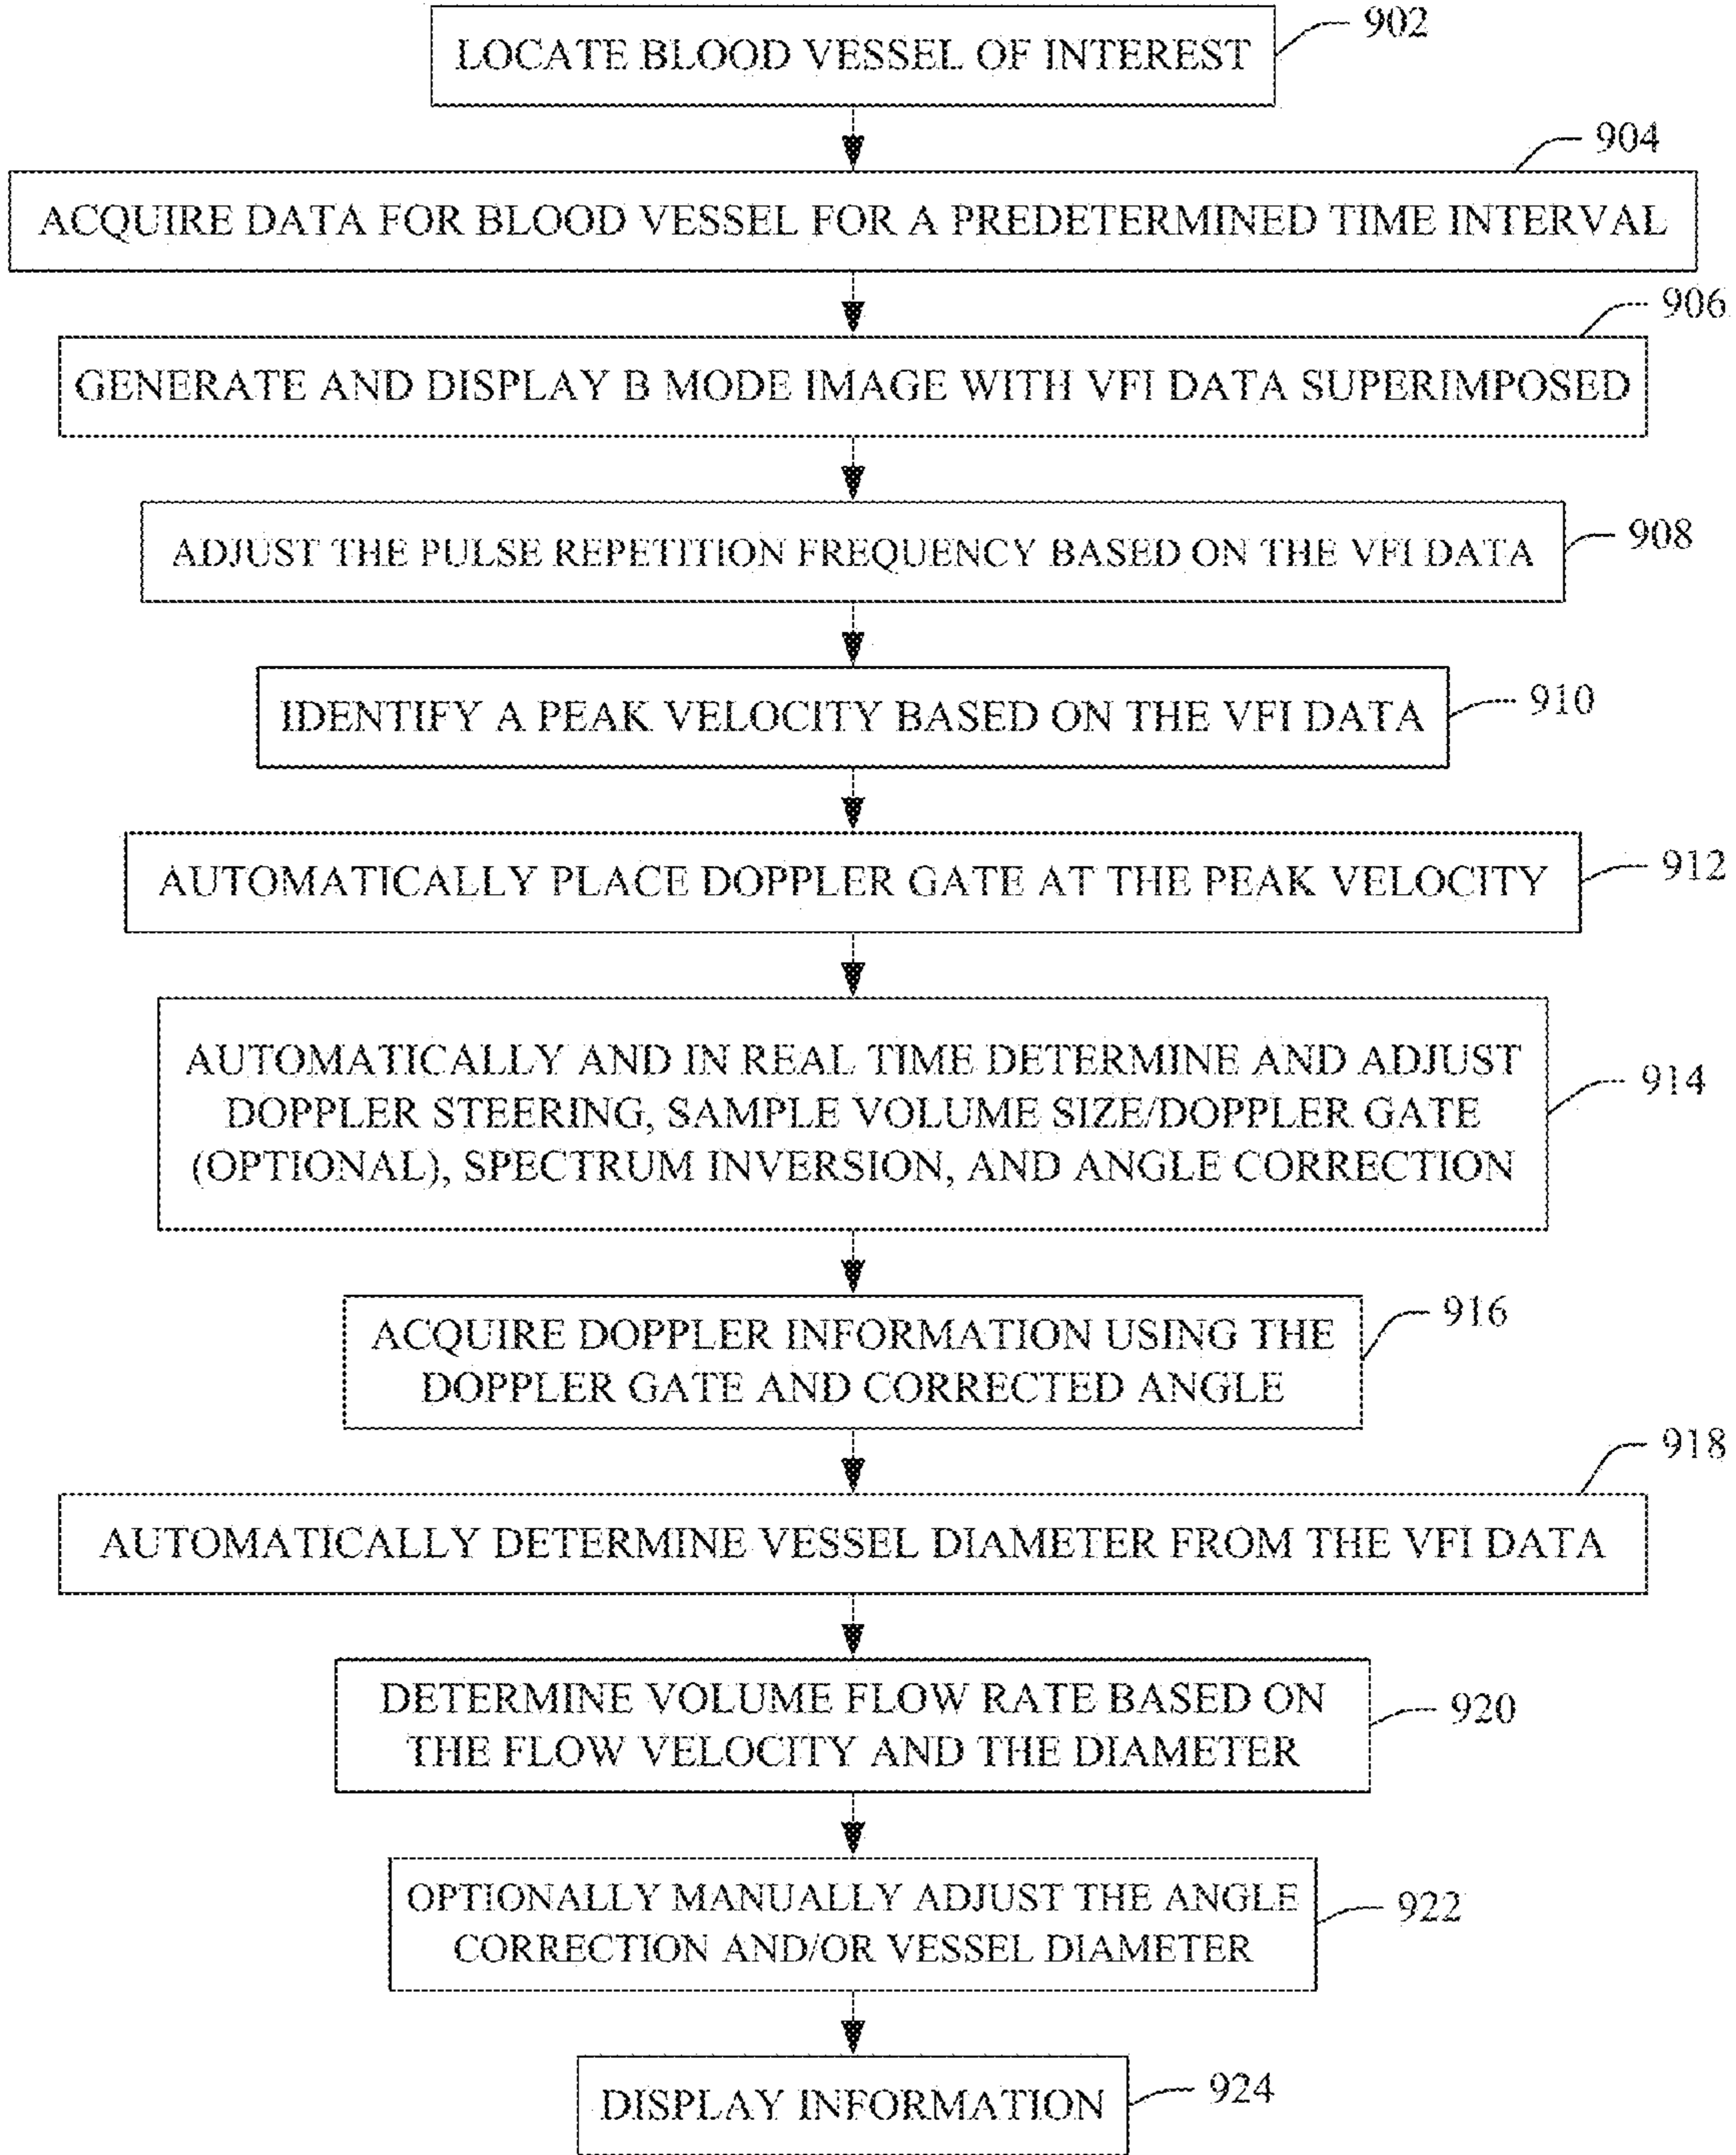 902
LOCATE BLOOD VESSEL OF INTEREST
904
ACQUIRE DATA FOR BLOOD VESSEL FOR A PREDETERMINED TIME INTERVAL
906
GENERATE AND DISPLAY B MODE IMAGE WITH VFI DATA SUPERIMPOSED
908
ADJUST THE PULSE REPETITION FREQUENCY BASED ON THE VFI DATA
910
IDENTIFY A PEAK VELOCITY BASED ON THE VFI DATA
912
AUTOMATICALLY PLACE DOPPLER GATE AT THE PEAK VELOCITY
AUTOMATICALLY AND IN REAL TIME DETERMINE AND ADJUST
914
DOPPLER STEERING, SAMPLE VOLUME SIZE/DOPPLER GATE
(OPTIONAL), SPECTRUM INVERSION, AND ANGLE CORRECTION
916
ACQUIRE DOPPLER INFORMATION USING THE
DOPPLER GATE AND CORRECTED ANGLE
918
AUTOMATICALLY DETERMINE VESSEL DIAMETER FROM THE VFI DATA
DETERMINE VOLUME FLOW RATE BASED ON
920
THE FLOW VELOCITY AND THE DIAMETER
OPTIONALLY MANUALLY ADJUST THE ANGLE
922
CORRECTION AND/OR VESSEL DIAMETER
924
DISPLAY INFORMATION